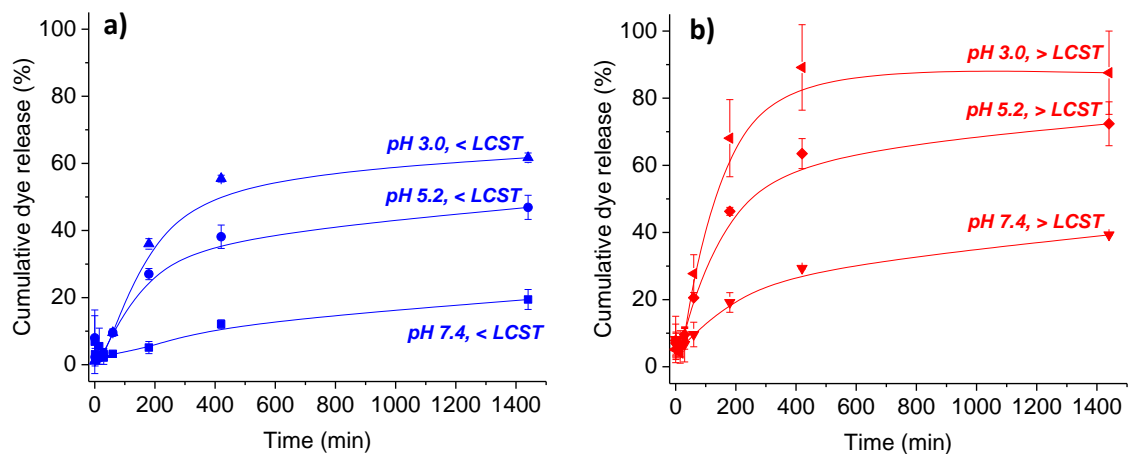 a)
Cumulative dye release (%)
100
80
60
40
20
0
pH 3.0, < LCST
pH 5.2, < LCST
pH 7.4, < LCST
0 200 400 600 800 1000 1200 1400
Time (min)
b)
Cumulative dye release (%)
100
80
60
40
20
0
pH 3.0, > LCST
pH 5.2, > LCST
pH 7.4, > LCST
0 200 400 600 800 1000 1200 1400
Time (min)